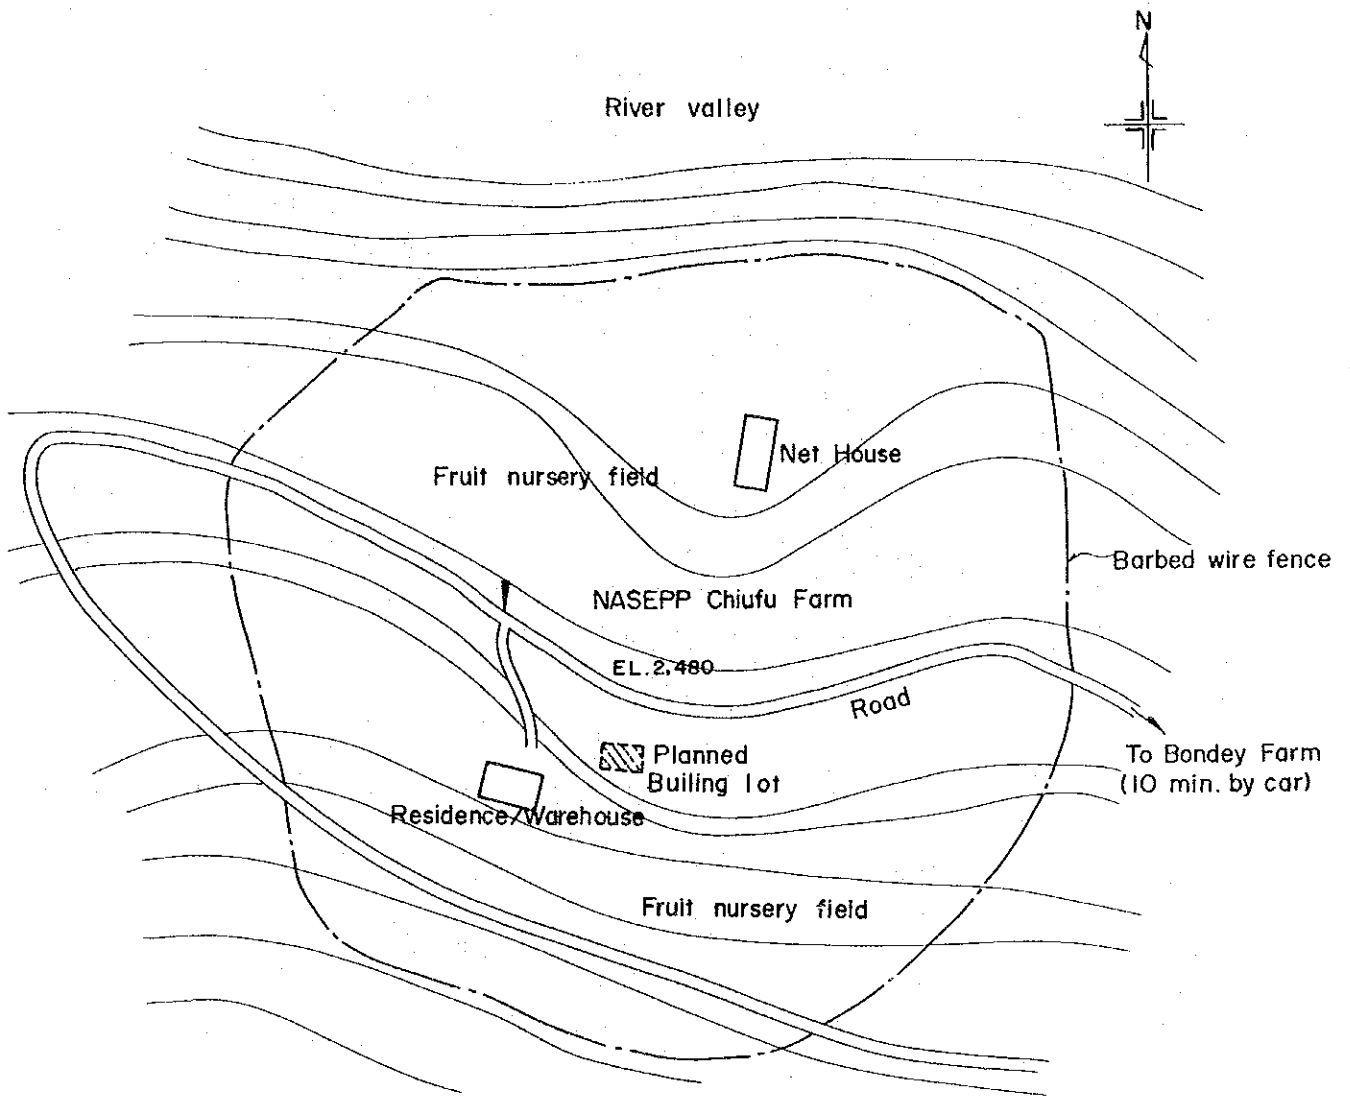 N
River valley
Net House
Fruit nursery field
Barbed wire fence
NASEPP Chiufu Farm
EL.2,480
Road
To Bondey Farm
(10 min. by car)
Planned
Builing lot
Residence/Warehouse
Fruit nursery field